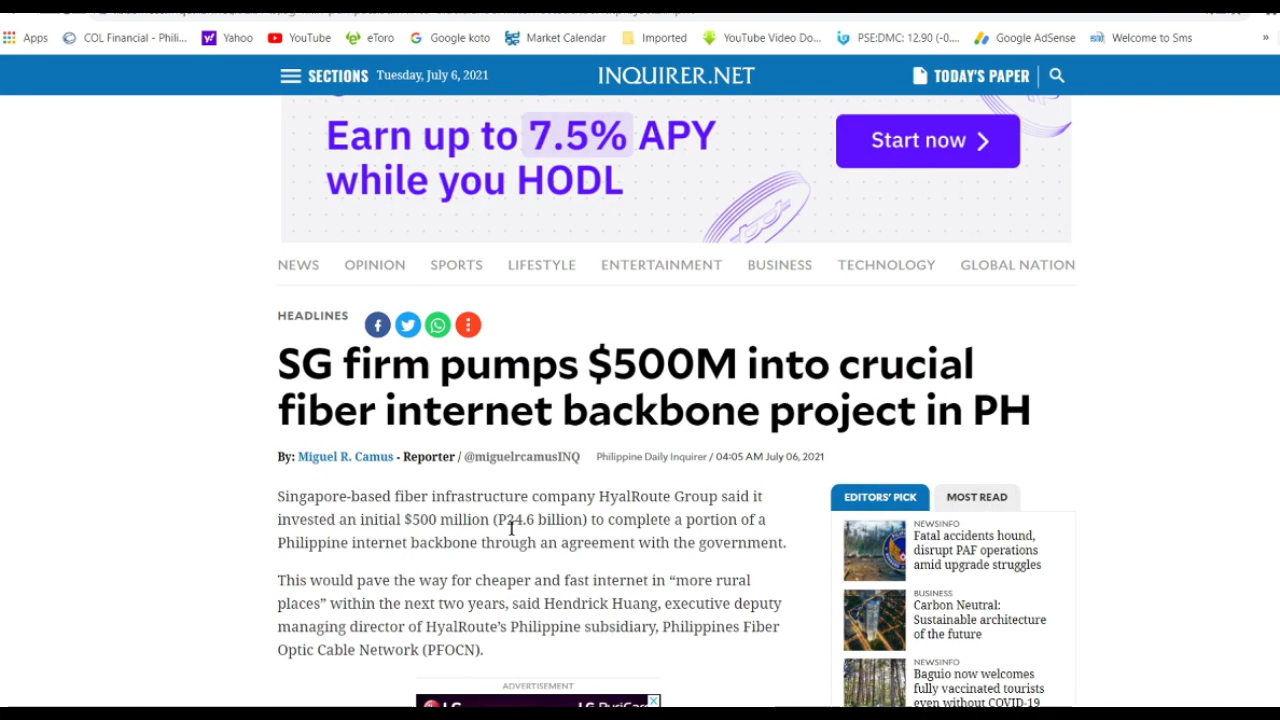 Apps COL Financial - Phili... Yahoo YouTube eToro Google koto Market Calendar Imported YouTube Video Do... PSE:DMC: 12.90 (-0.... Google AdSense Welcome to Sms »
SECTIONS Tuesday, July 6, 2021 INQUIRER.NET TODAY'S PAPER
Earn up to 7.5% APY
while you HODL
Start now
NEWS OPINION SPORTS LIFESTYLE ENTERTAINMENT BUSINESS TECHNOLOGY GLOBAL NATION
HEADLINES
SG firm pumps $500M into crucial
fiber internet backbone project in PH
By: Miguel R. Camus - Reporter / @miguelrcamusINQ Philippine Daily Inquirer / 04:05 AM July 06, 2021
Singapore-based fiber infrastructure company HyalRoute Group said it
invested an initial $500 million (P24.6 billion) to complete a portion of a
Philippine internet backbone through an agreement with the government.
This would pave the way for cheaper and fast internet in “more rural
places” within the next two years, said Hendrick Huang, executive deputy
managing director of HyalRoute’s Philippine subsidiary, Philippines Fiber
Optic Cable Network (PFOCN).
ADVERTISEMENT
LG
EDITORS' PICK MOST READ
NEWSINFO
Fatal accidents hound,
disrupt PAF operations
amid upgrade struggles
BUSINESS
Carbon Neutral:
Sustainable architecture
of the future
NEWSINFO
Baguio now welcomes
fully vaccinated tourists
even without COVID-19